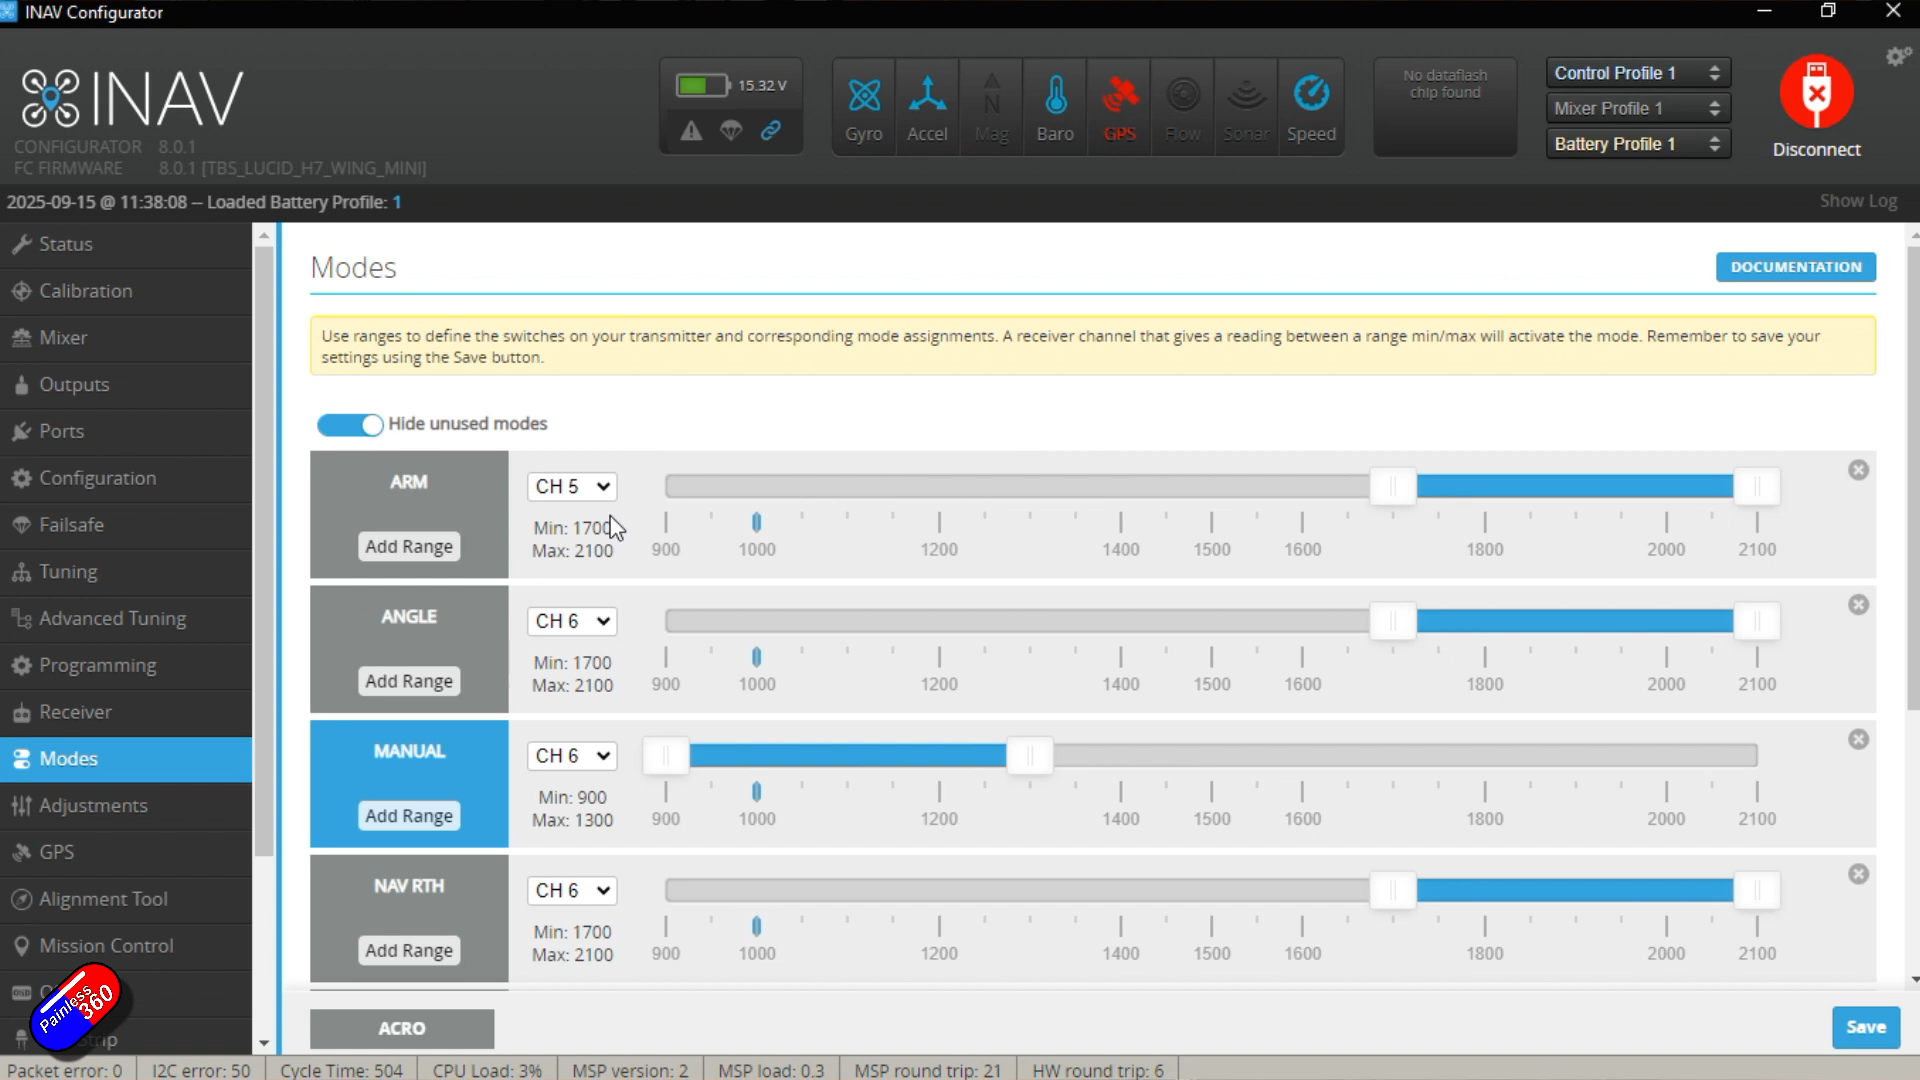 INAV Configurator
INAV
CONFIGURATOR 8.0.1
FC FIRMWARE 8.0.1 [TBS_LUCID_H7_WING_MINI]
15.32 V
Gyro Accel Mag Baro GPS Flow Sonar Speed
No dataflash
chip found
Control Profile 1
Mixer Profile 1
Battery Profile 1
Disconnect
2025-09-15 @ 11:38:08 -- Loaded Battery Profile: 1
Show Log
Status
Calibration
Mixer
Outputs
Ports
Configuration
Failsafe
Tuning
Advanced Tuning
Programming
Receiver
Modes
Adjustments
GPS
Alignment Tool
Mission Control
Painless
360
Modes
DOCUMENTATION
Use ranges to define the switches on your transmitter and corresponding mode assignments. A receiver channel that gives a reading between a range min/max will activate the mode. Remember to save your
settings using the Save button.
Hide unused modes
ARM
Add Range
CH 5
Min: 1700
Max: 2100
900 1000 1200 1400 1500 1600 1800 2000 2100
ANGLE
Add Range
CH 6
Min: 1700
Max: 2100
900 1000 1200 1400 1500 1600 1800 2000 2100
MANUAL
Add Range
CH 6
Min: 900
Max: 1300
900 1000 1200 1400 1500 1600 1800 2000 2100
NAV RTH
Add Range
CH 6
Min: 1700
Max: 2100
900 1000 1200 1400 1500 1600 1800 2000 2100
ACRO
Save
Packet error: 0 I2C error: 50 Cycle Time: 504 CPU Load: 3% MSP version: 2 MSP load: 0.3 MSP round trip: 21 HW round trip: 6